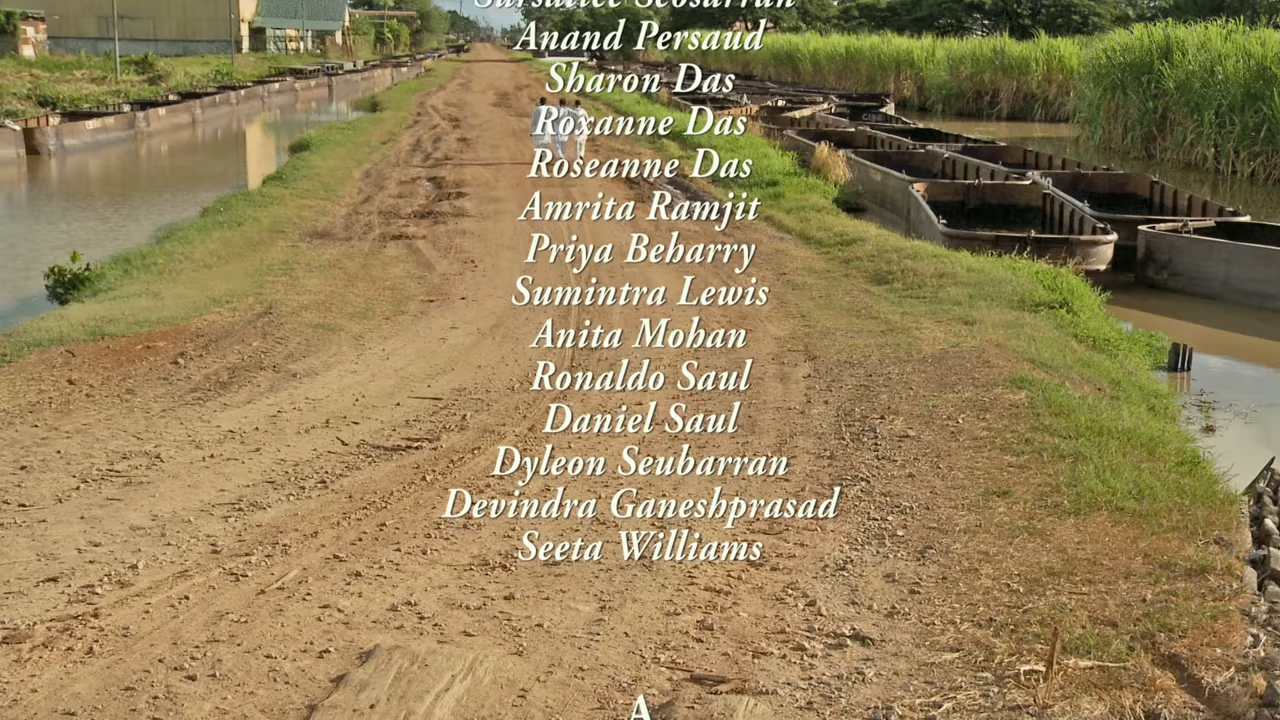 Anand Persaud
Sharon Das
Roxanne Das
Roseanne Das
Amrita Ramjit
Priya Beharry
Sumintra Lewis
Anita Mohan
Ronaldo Saul
Daniel Saul
Dyleon Seubarran
Devindra Ganeshprasad
Seeta Williams
A